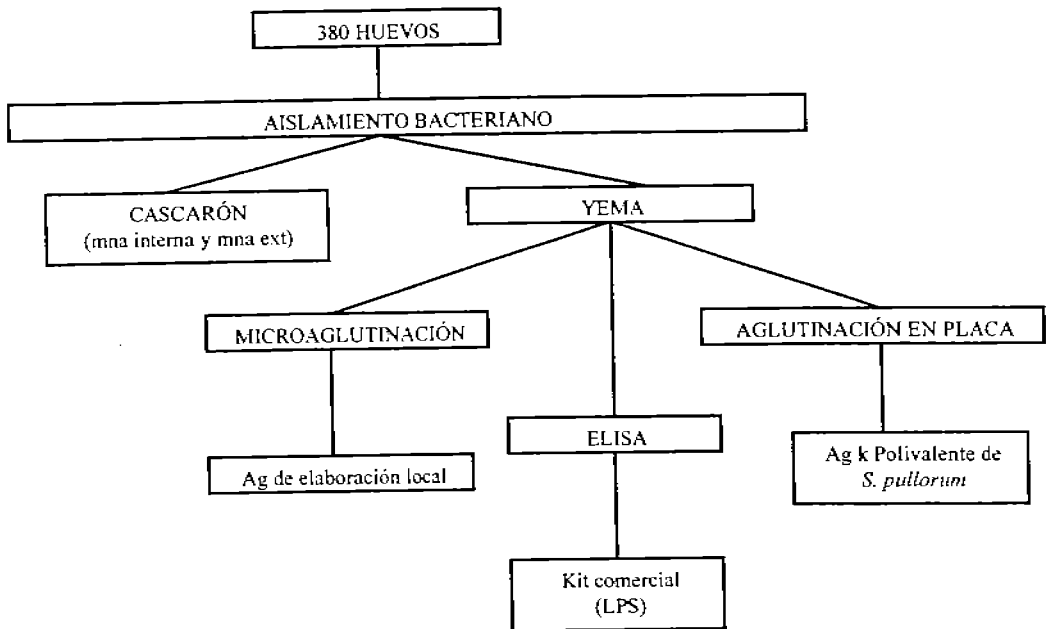 380 HUEVOS
AISLAMIENTO BACTERIANO
CASCARÓN
(mna interna y mna ext)
YEMA
MICROAGLUTINACIÓN
AGLUTINACIÓN EN PLACA
ELISA
Ag de elaboración local
Ag k Polivalente de
S. pullorum
Kit comercial
(LPS)